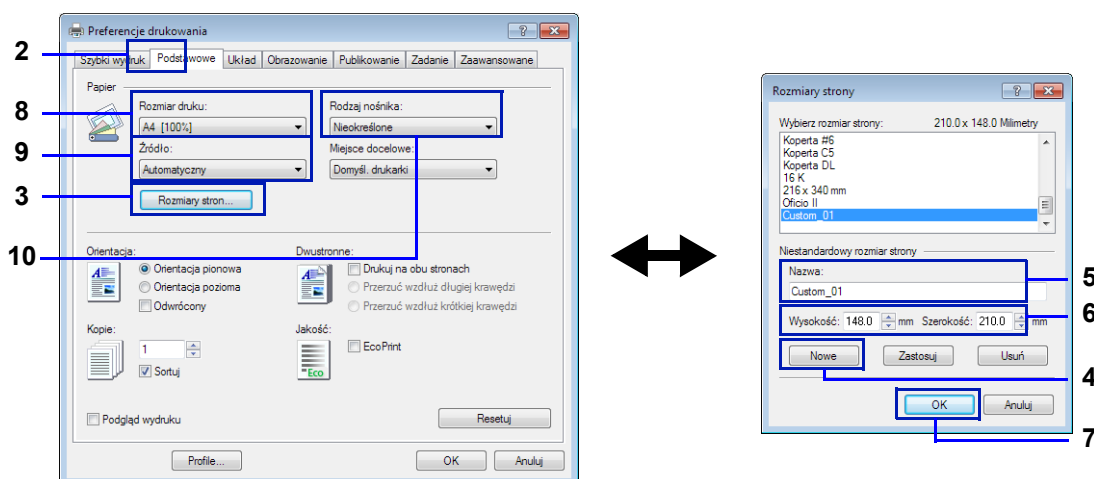 Preferencje drukowania
2
Szybki wydruk Podstawowe Układ Obrazowanie Publikowanie Zadanie Zaawansowane
Papier
8
Rozmiar druku: Rodzaj nośnika:
A4 [100%] Nieokreślone
9
Źródło: Miejsce docelowe:
Automatyczny Domyśl. drukarki
3
Rozmiary stron...
10
Orientacja: Dwustronne:
Orientacja pionowa Drukuj na obu stronach
Orientacja pozioma Przerzuć wzdłuż długiej krawędzi
Odwrócony Przerzuć wzdłuż krótkiej krawędzi
Kopie: Jakość:
1 EcoPrint
Sortuj
Eco
Podgląd wydruku Resetuj
Profile... OK Anuluj
Rozmiary strony
Wybierz rozmiar strony: 210.0 x 148.0 Milimetry
Koperta #6
Koperta C5
Koperta DL
16 K
216 x 340 mm
Oficio II
Custom_01
Niestandardowy rozmiar strony
Nazwa:
5
Custom_01
6
Wysokość: 148.0 mm Szerokość: 210.0 mm
Nowe Zastosuj Usuń
4
OK Anuluj
7